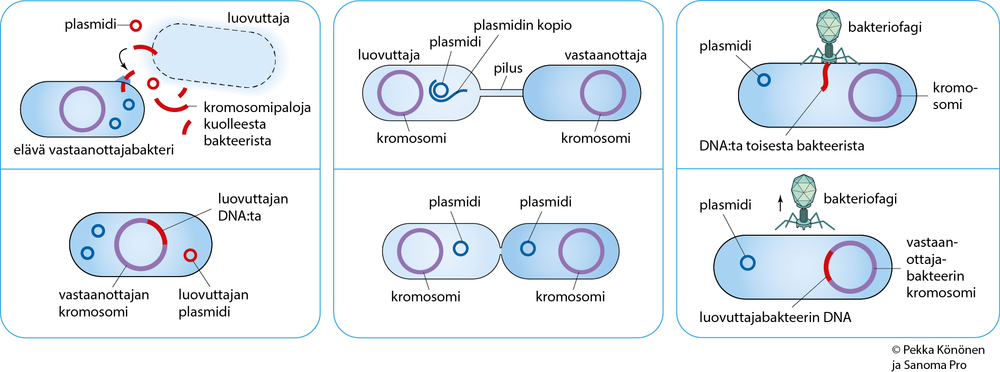 plasmidi
luovuttaja
kromosomipaloja
kuolleesta
bakteerista
elävä vastaanottajabakteri
luovuttajan
DNA:ta
vastaanottajan
kromosomi
luovuttajan
plasmidi
plasmidin kopio
plasmidi
luovuttaja
vastaanottaja
pilus
kromosomi
kromosomi
plasmidi
plasmidi
kromosomi
kromosomi
bakteriofagi
plasmidi
kromo-
somi
DNA:ta toisesta bakteerista
bakteriofagi
plasmidi
vastaan-
ottaja-
bakteerin
kromosomi
luovuttajabakteerin DNA
© Pekka Könönen
ja Sanoma Pro